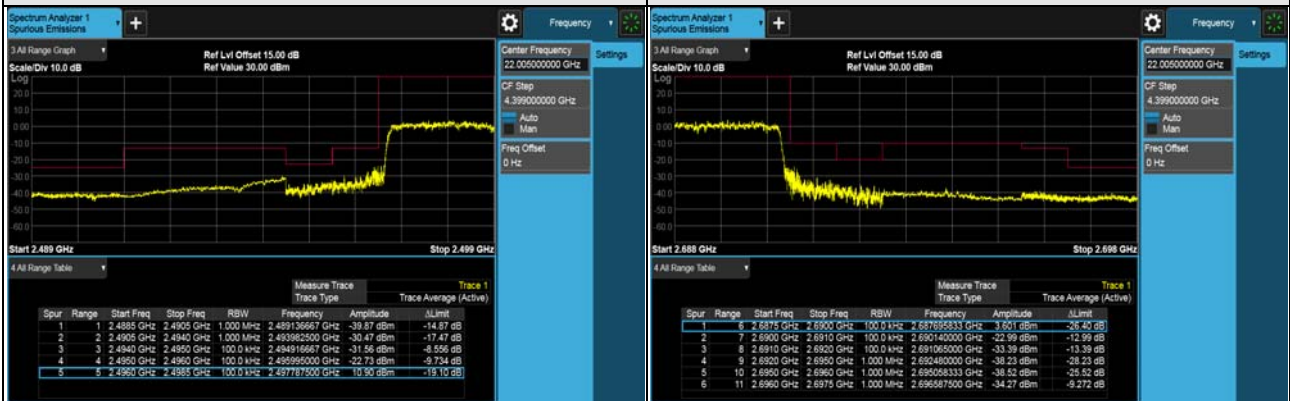 Spectrum Analyzer 1
Spurious Emissions
Frequency
3 All Range Graph
Ref Lvl Offset 15.00 dB
Scale/Div 10.0 dB
Ref Value 30.00 dBm
Log
20.0
10.0
0.00
-10.0
-20.0
-30.0
-40.0
-50.0
-60.0
Start 2.489 GHz
Stop 2.499 GHz
Center Frequency
22.005000000 GHz
Settings
CF Step
4.399000000 GHz
Auto
Man
Freq Offset
0 Hz
4 All Range Table
Measure Trace Trace 1
Trace Type Trace Average (Active)
Spur Range Start Freq Stop Freq RBW Frequency Amplitude ΔLimit
1 1 2.4885 GHz 2.4905 GHz 1.000 MHz 2.489136667 GHz -39.87 dBm -14.87 dB
2 2 2.4905 GHz 2.4940 GHz 1.000 MHz 2.493982500 GHz -30.47 dBm -17.47 dB
3 3 2.4940 GHz 2.4950 GHz 100.0 kHz 2.494916667 GHz -31.56 dBm -8.556 dB
4 4 2.4950 GHz 2.4960 GHz 100.0 kHz 2.495995000 GHz -22.73 dBm -9.734 dB
5 5 2.4960 GHz 2.4985 GHz 100.0 kHz 2.497787500 GHz 10.90 dBm -19.10 dB
Spectrum Analyzer 1
Spurious Emissions
Frequency
3 All Range Graph
Ref Lvl Offset 15.00 dB
Scale/Div 10.0 dB
Ref Value 30.00 dBm
Log
20.0
10.0
0.00
-10.0
-20.0
-30.0
-40.0
-50.0
-60.0
Start 2.688 GHz
Stop 2.698 GHz
Center Frequency
22.005000000 GHz
Settings
CF Step
4.399000000 GHz
Auto
Man
Freq Offset
0 Hz
4 All Range Table
Measure Trace Trace 1
Trace Type Trace Average (Active)
Spur Range Start Freq Stop Freq RBW Frequency Amplitude ΔLimit
1 6 2.6875 GHz 2.6900 GHz 100.0 kHz 2.687695833 GHz 3.601 dBm -26.40 dB
2 7 2.6900 GHz 2.6910 GHz 100.0 kHz 2.690140000 GHz -22.99 dBm -12.99 dB
3 8 2.6910 GHz 2.6920 GHz 100.0 kHz 2.691065000 GHz -33.39 dBm -13.39 dB
4 9 2.6920 GHz 2.6950 GHz 1.000 MHz 2.692480000 GHz -38.23 dBm -28.23 dB
5 10 2.6950 GHz 2.6960 GHz 1.000 MHz 2.695058333 GHz -38.52 dBm -25.52 dB
6 11 2.6960 GHz 2.6975 GHz 1.000 MHz 2.696587500 GHz -34.27 dBm -9.272 dB